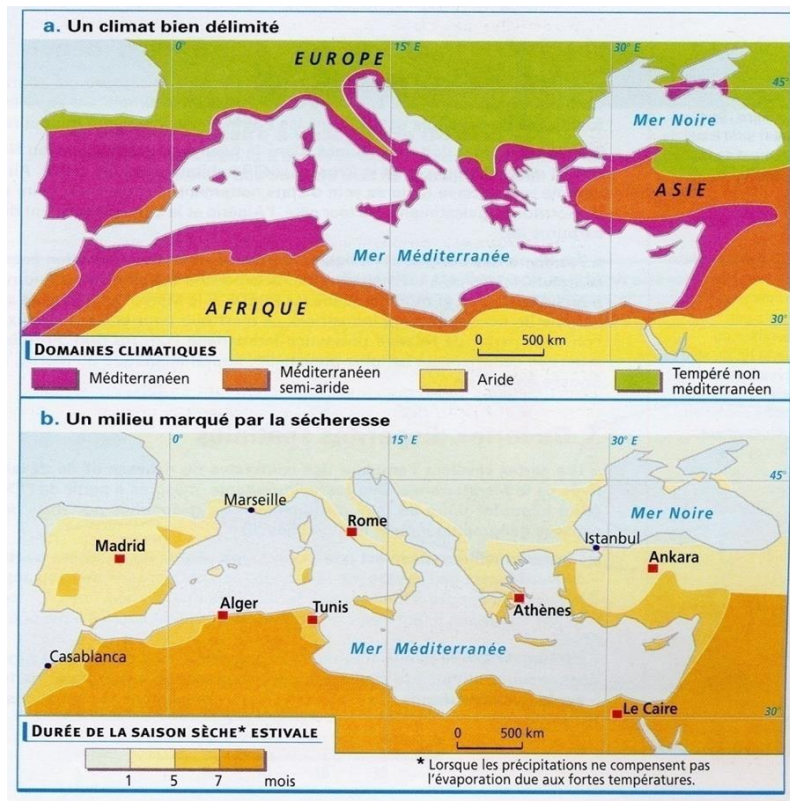 a. Un climat bien délimité
0°
15° E
30° E
EUROPE
45°
Mer Noire
ASIE
Mer Méditerranée
AFRIQUE
30°
0 500 km
DOMAINES CLIMATIQUES
Méditerranéen
Méditerranéen
semi-aride
Aride
Tempéré non
méditerranéen
b. Un milieu marqué par la sécheresse
0°
15° E
30° E
45°
Marseille
Mer Noire
Rome
Istanbul
Madrid
Ankara
Alger
Tunis
Athènes
Mer Méditerranée
Casablanca
Le Caire
30°
DURÉE DE LA SAISON SÈCHE* ESTIVALE
0 500 km
1 5 7 mois
* Lorsque les précipitations ne compensent pas
l'évaporation due aux fortes températures.